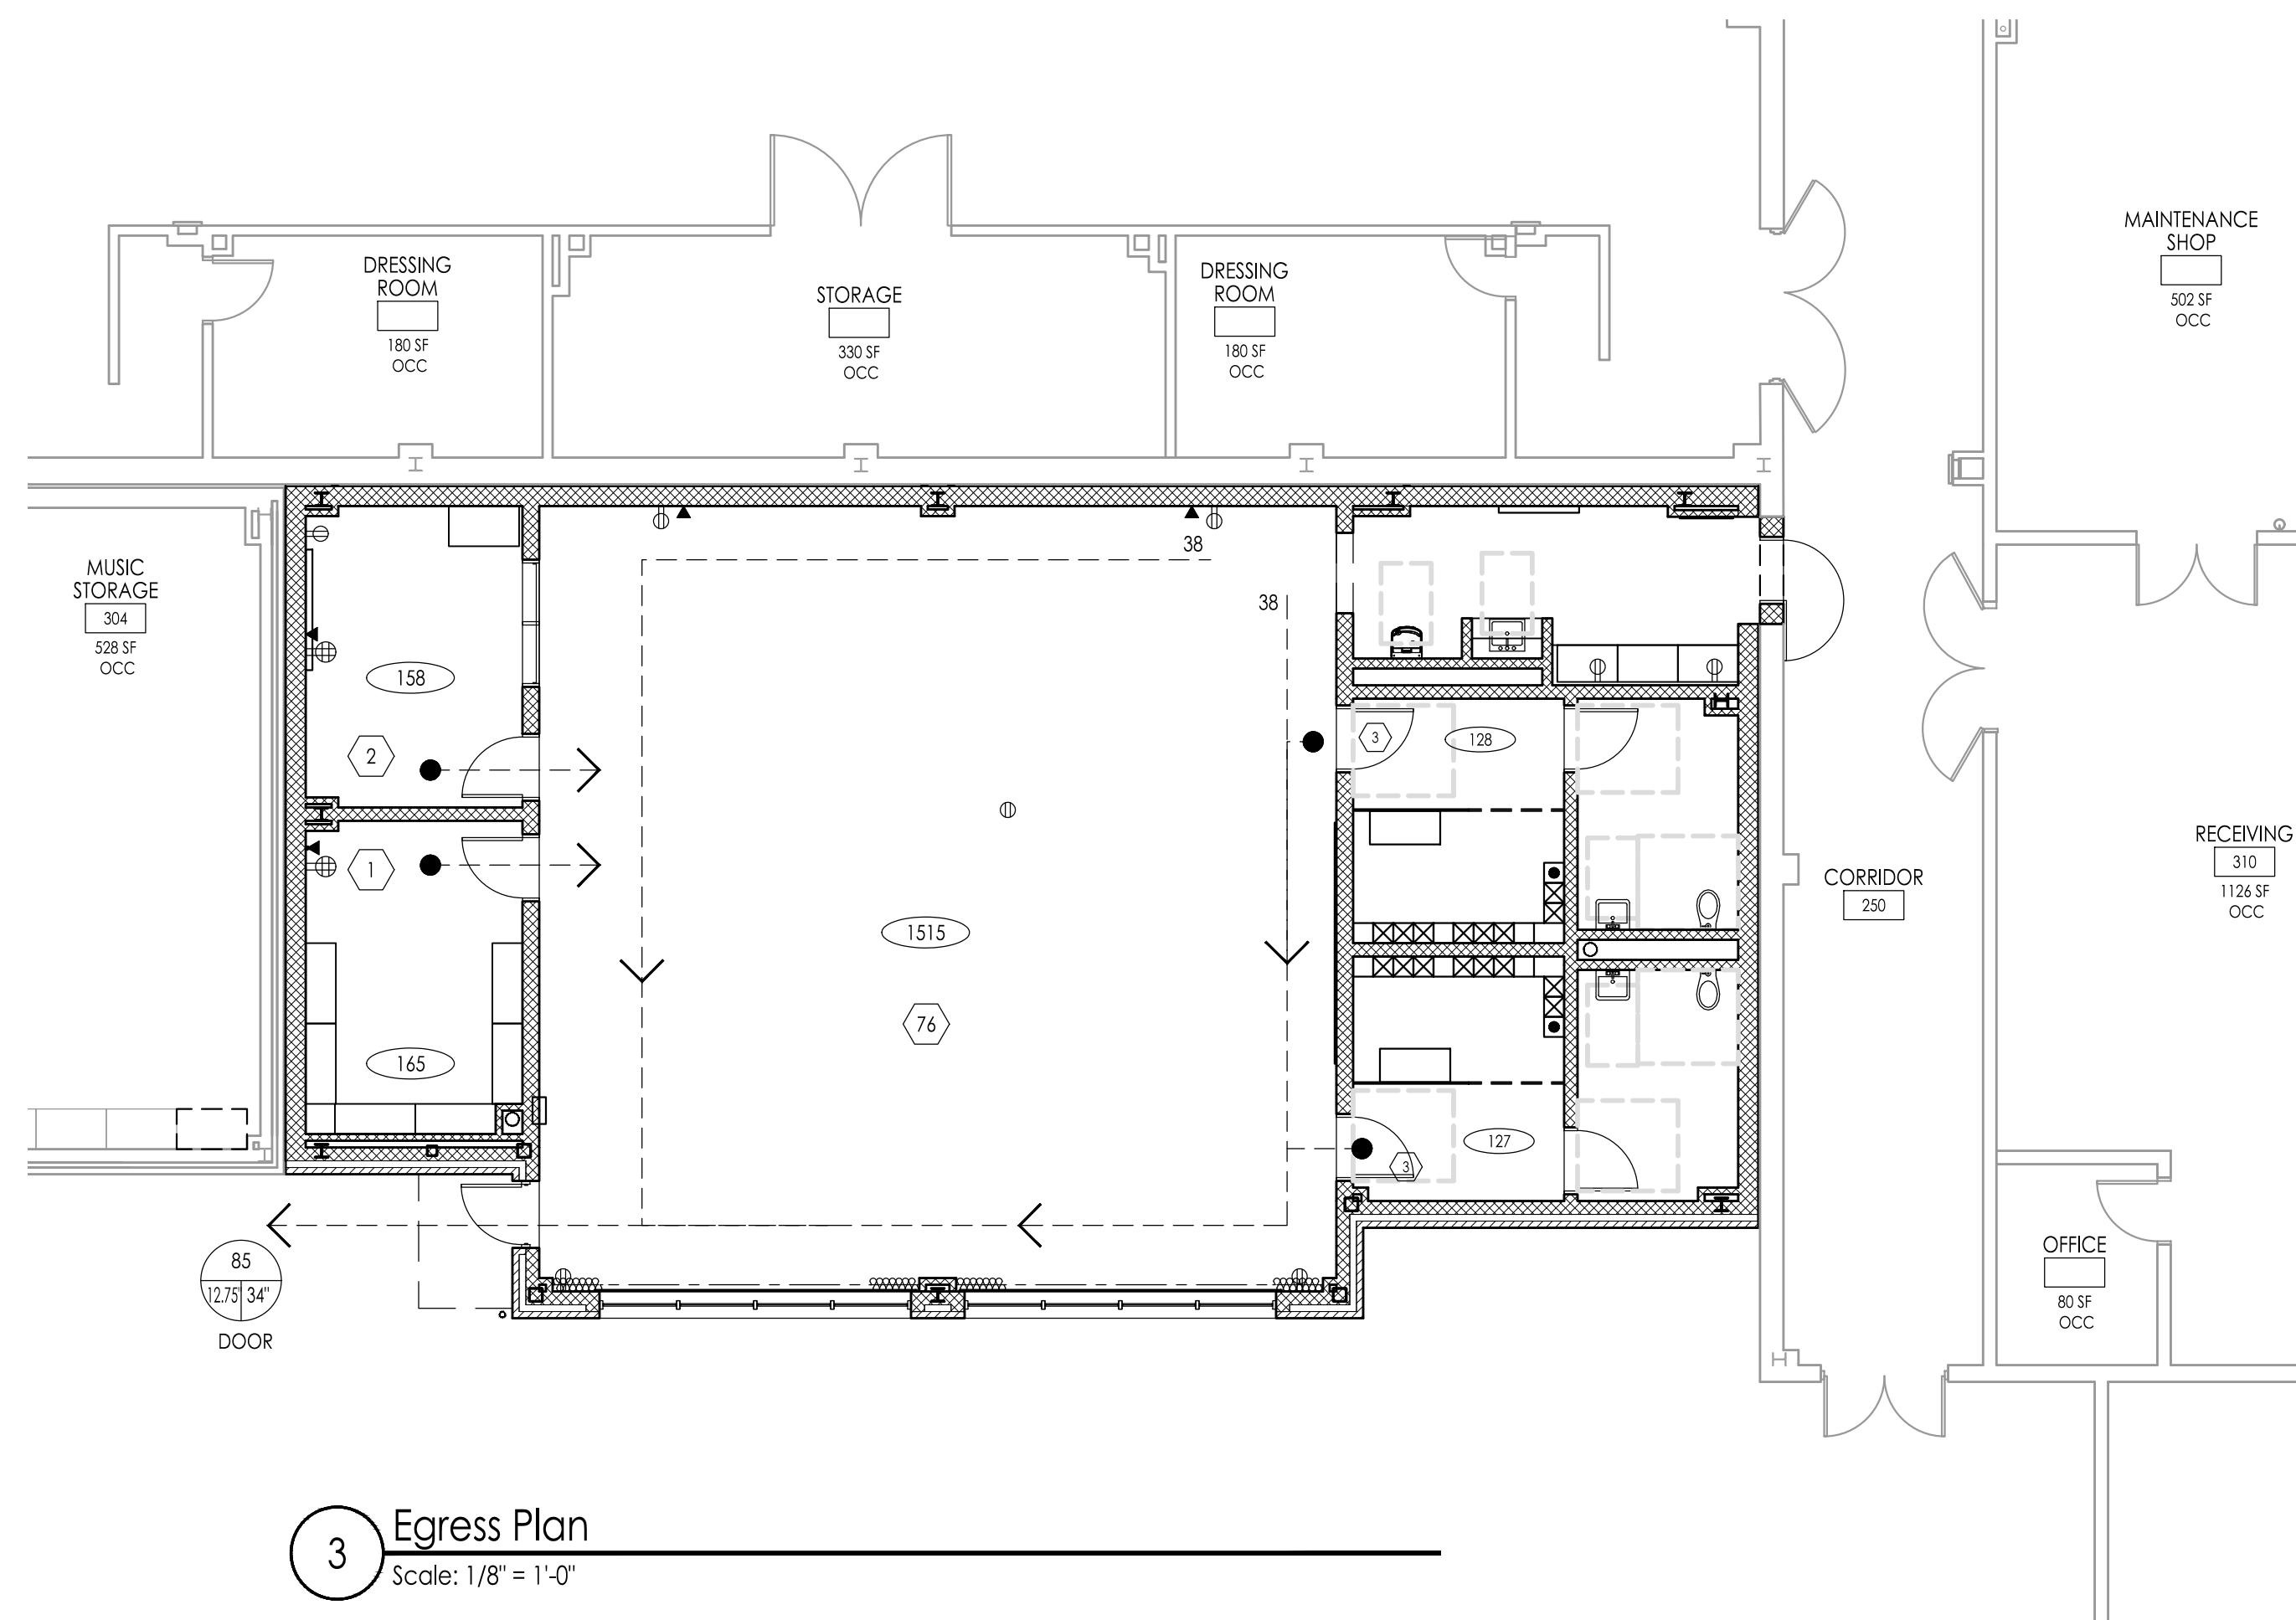 MAINTENANCE
SHOP
502 SF
OCC
DRESSING
ROOM
180 SF
OCC
STORAGE
330 SF
OCC
DRESSING
ROOM
180 SF
OCC
MUSIC
STORAGE
304
528 SF
OCC
38
38
158
2
3
128
1
1515
76
165
3
127
CORRIDOR
250
RECEIVING
310
1126 SF
OCC
OFFICE
80 SF
OCC
85
12.75" 34"
DOOR
3
Egress Plan
Scale: 1/8" = 1'-0"